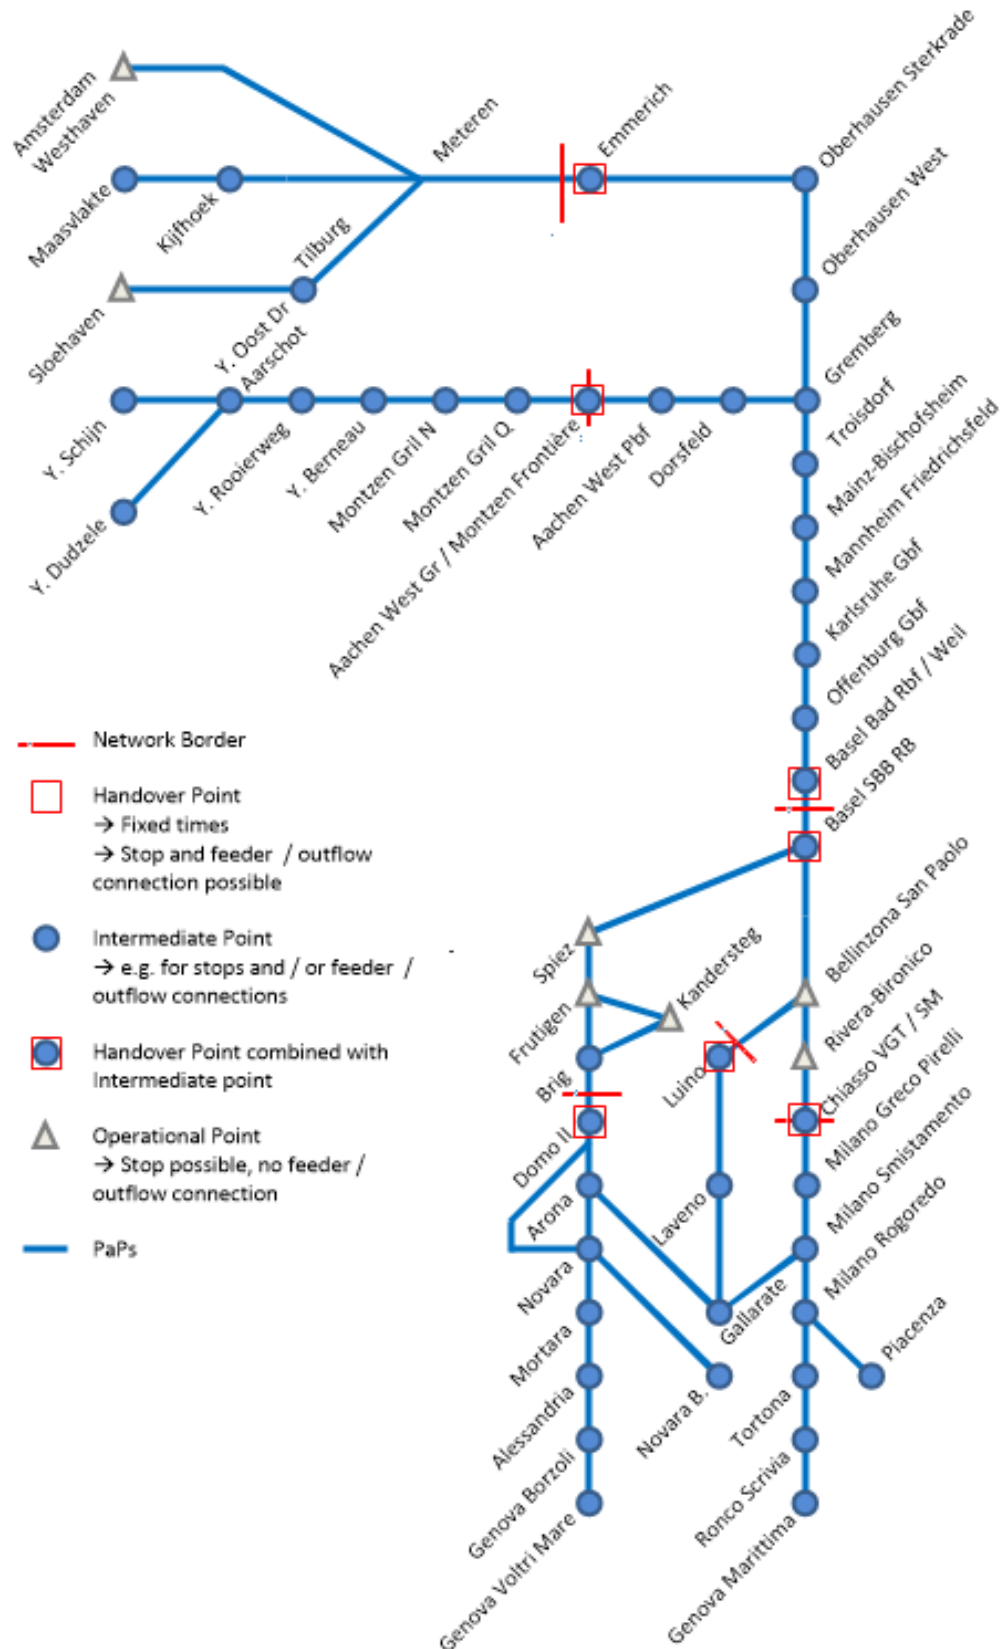 Amsterdam
Westhaven
Meteren
Emmerich
Oberhausen Sterkrade
Maasvlakte
Kijfhoek
Tilburg
Oberhausen West
Sloehaven
Y. Oost Dr
Aarschot
Gremberg
Y. Schijn
Y. Rooierweg
Y. Berneau
Montzen Gril N
Montzen Gril Q
Aachen West Gr / Montzen Frontière
Aachen West Pbf
Dorsfeld
Troisdorf
Y. Dudzele
Mainz-Bischofsheim
Mannheim Friedrichsfeld
Karlsruhe Gbf
Offenburg Gbf
Basel Bad Rbf / Weil
Basel SBB RB
Network Border
Handover Point
→ Fixed times
→ Stop and feeder / outflow
connection possible
Intermediate Point
→ e.g. for stops and / or feeder /
outflow connections
Handover Point combined with
Intermediate point
Operational Point
→ Stop possible, no feeder /
outflow connection
PaPs
Spiez
Kandersteg
Bellinzona San Paolo
Frutigen
Rivera-Bironico
Brig
Luino
Chiasso VGT / SM
Domo II
Milano Greco Pirelli
Arona
Laveno
Milano Smistamento
Novara
Gallarate
Milano Rogoredo
Mortara
Piacenza
Alessandria
Novara B.
Tortona
Genova Borzoli
Ronco Scrivia
Genova Voltri Mare
Genova Marittima